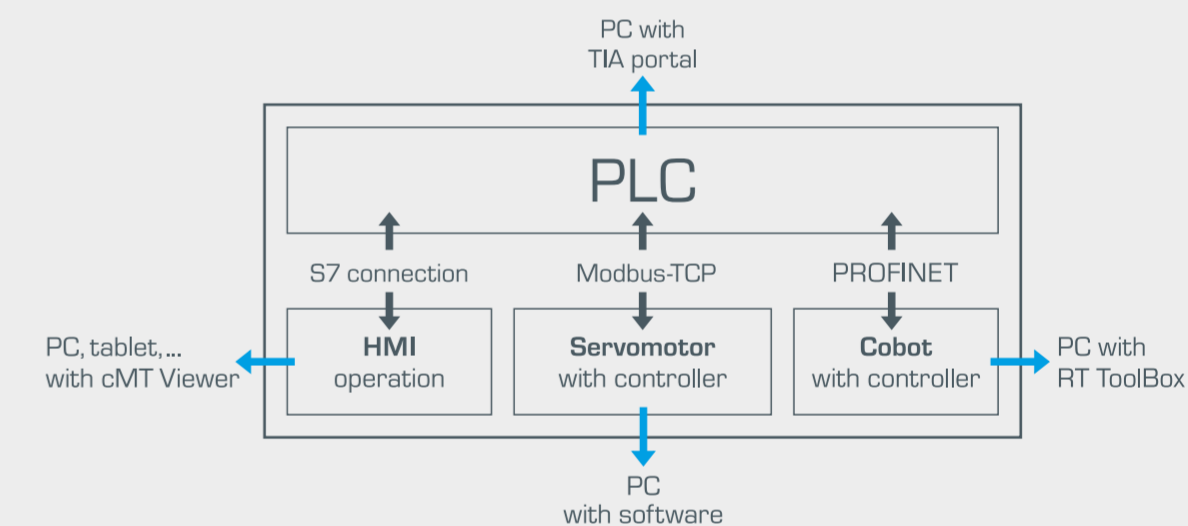 PC with
TIA portal
PLC
S7 connection
Modbus-TCP
PROFINET
PC, tablet, ...
with cMT Viewer
HMI
operation
Servomotor
with controller
Cobot
with controller
PC with
RT ToolBox
PC
with software